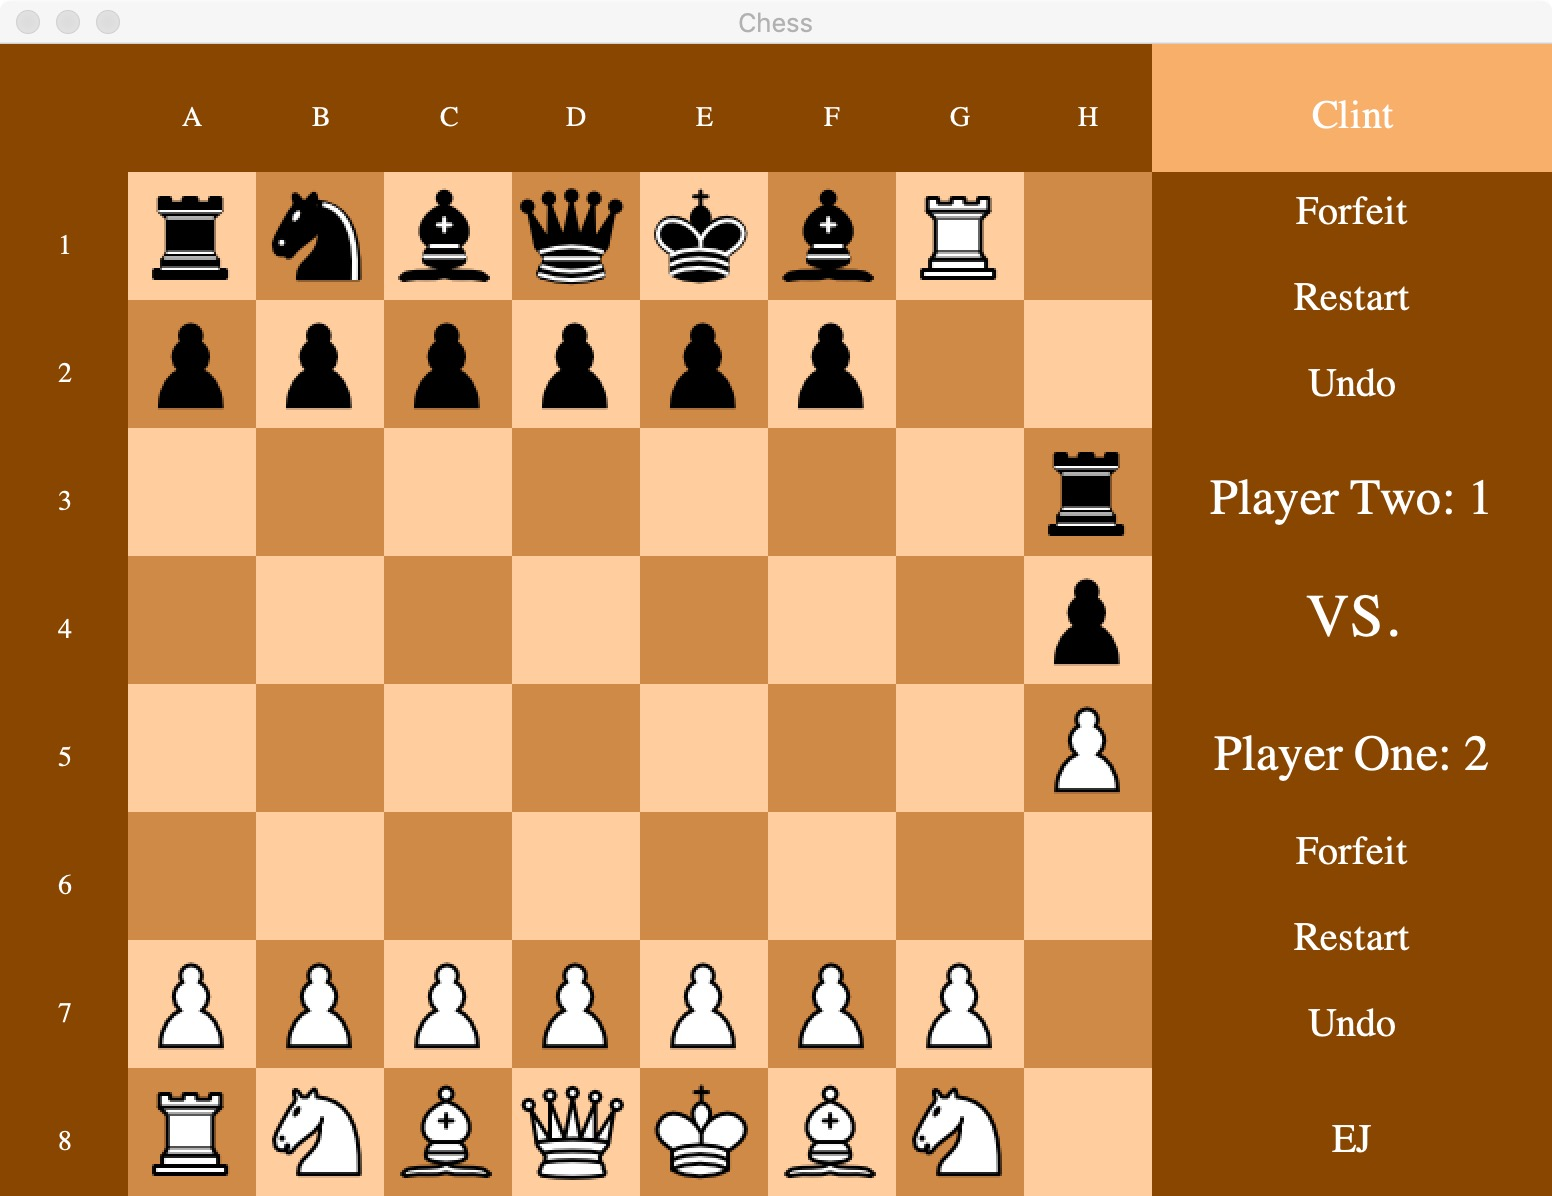 Chess
A B C D E F G H
Clint
1
Forfeit
Restart
2
Undo
3
Player Two: 1
4
VS.
5
Player One: 2
Forfeit
6
Restart
7
Undo
8
EJ